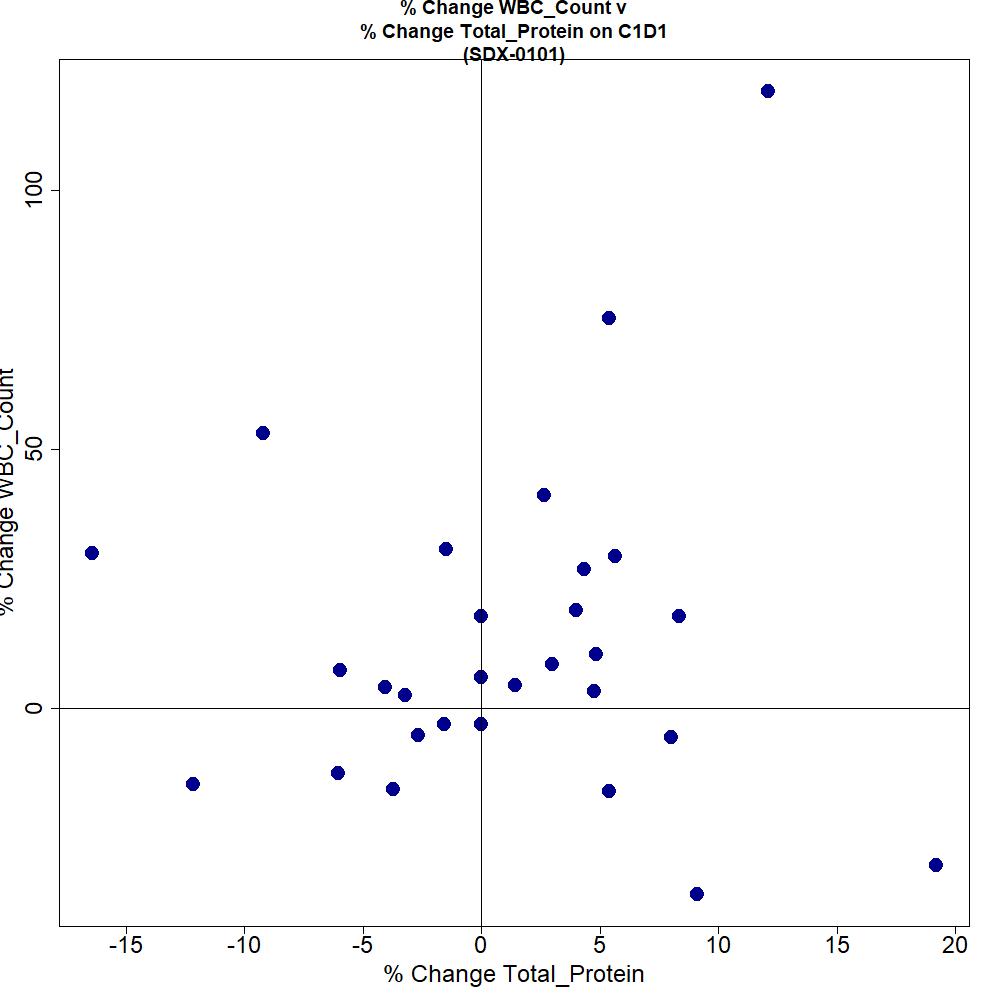 % Change WBC_Count v
% Change Total_Protein on C1D1
(SDX-0101)
% Change WBC_Count
100
50
0
-15 -10 -5 0 5 10 15 20
% Change Total_Protein